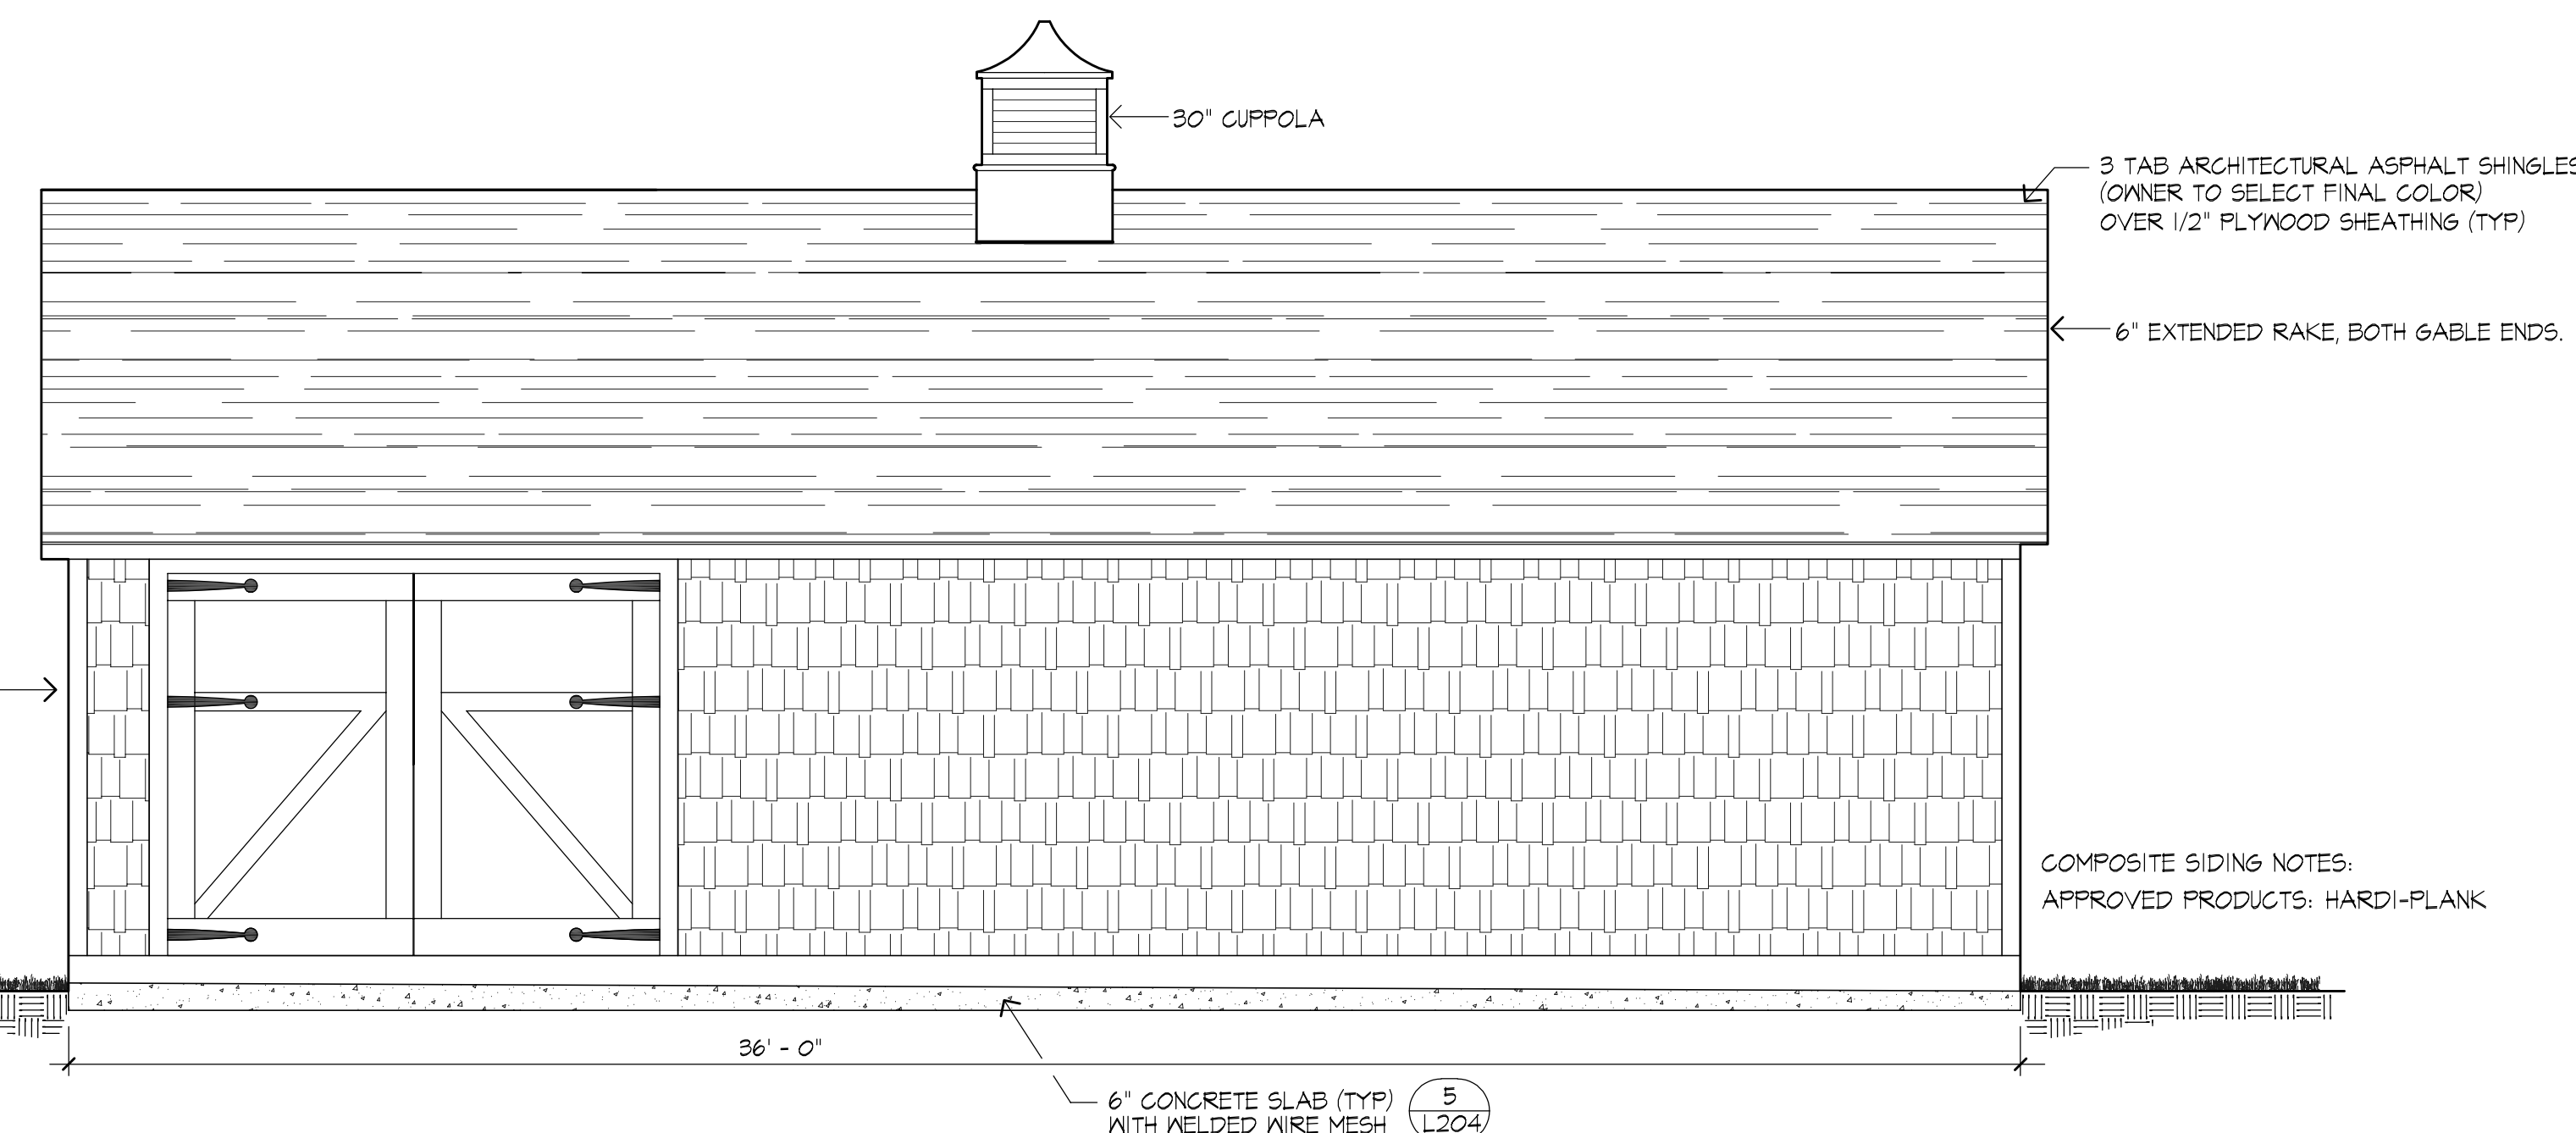 30" CUPPOLA
3 TAB ARCHITECTURAL ASPHALT SHINGLES
(OWNER TO SELECT FINAL COLOR)
OVER 1/2" PLYWOOD SHEATHING (TYP)
6" EXTENDED RAKE, BOTH GABLE ENDS.
COMPOSITE SIDING NOTES:
APPROVED PRODUCTS: HARDI-PLANK
36' - 0"
6" CONCRETE SLAB (TYP)
WITH WELDED WIRE MESH
5
L204